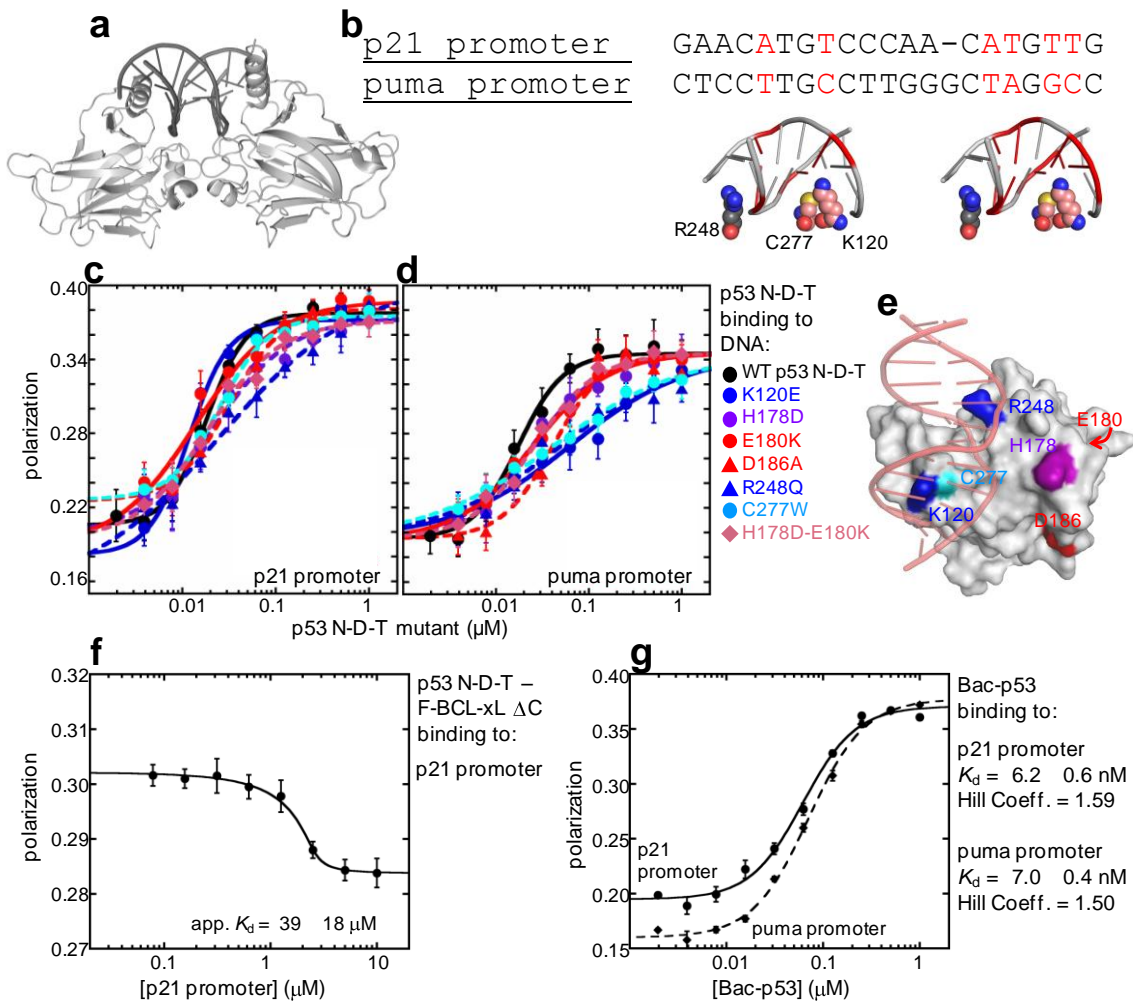 a
b
p21 promoter GAACATGTCCCAA-CATGTTG
puma promoter CTCCTTGCCTTGGGCTAGGCC
R248
C277
K120
c
d
0.40
0.34
0.28
0.22
0.16
polarization
p21 promoter
puma promoter
0.01
0.1
1
0.01
0.1
1
p53 N-D-T mutant (μM)
p53 N-D-T
binding to
DNA:
WT p53 N-D-T
K120E
H178D
E180K
D186A
R248Q
C277W
H178D-E180K
e
R248
E180
H178
C277
K120
D186
f
0.32
0.31
0.30
0.29
0.28
0.27
polarization
app. Kd = 39 18 μM
0.1
1
10
[p21 promoter] (μM)
p53 N-D-T –
F-BCL-xL ΔC
binding to:
p21 promoter
g
0.40
0.35
0.30
0.25
0.20
0.15
polarization
p21
promoter
puma promoter
0.01
0.1
1
[Bac-p53] (μM)
Bac-p53
binding to:
p21 promoter
Kd = 6.2 0.6 nM
Hill Coeff. = 1.59
puma promoter
Kd = 7.0 0.4 nM
Hill Coeff. = 1.50